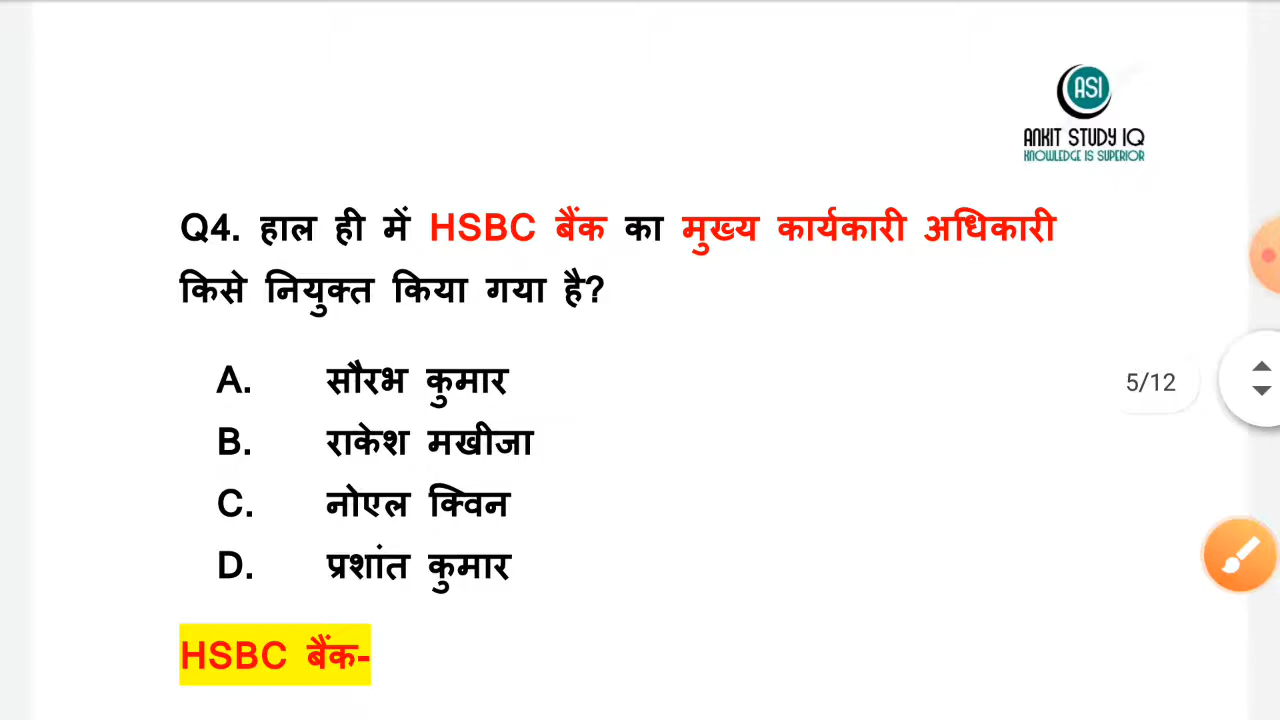 ASI
ANKIT STUDY IQ
KNOWLEDGE IS SUPERIOR
Q4. हाल ही में HSBC बैंक का मुख्य कार्यकारी अधिकारी
किसे नियुक्त किया गया है?
A. सौरभ कुमार
B. राकेश मखीजा
5/12
C. नोएल क्विन
D. प्रशांत कुमार
HSBC बैंक-